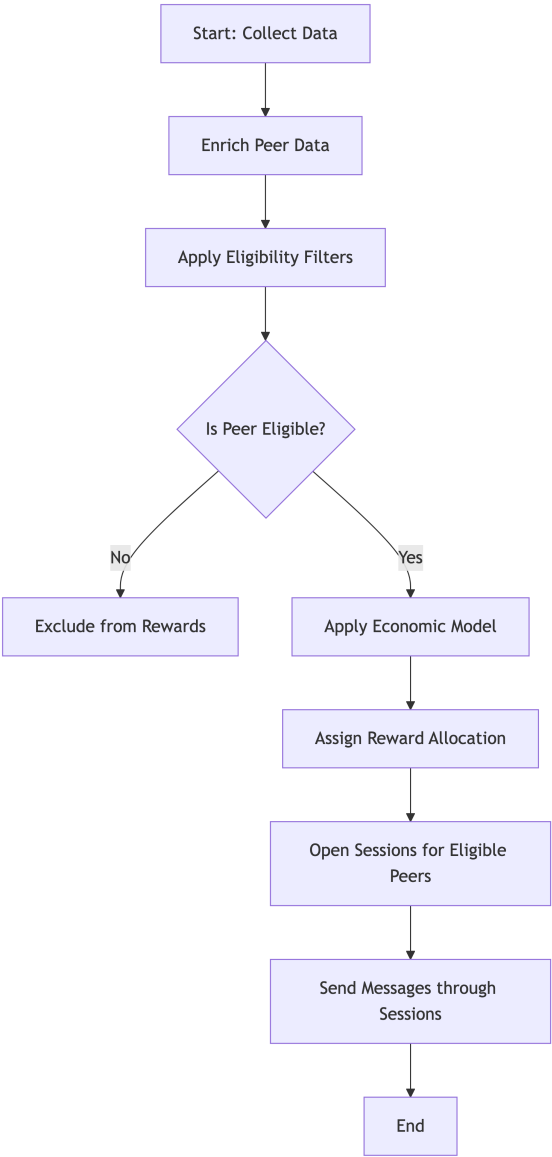 Start: Collect Data
Enrich Peer Data
Apply Eligibility Filters
Is Peer Eligible?
No
Yes
Exclude from Rewards
Apply Economic Model
Assign Reward Allocation
Open Sessions for Eligible
Peers
Send Messages through
Sessions
End